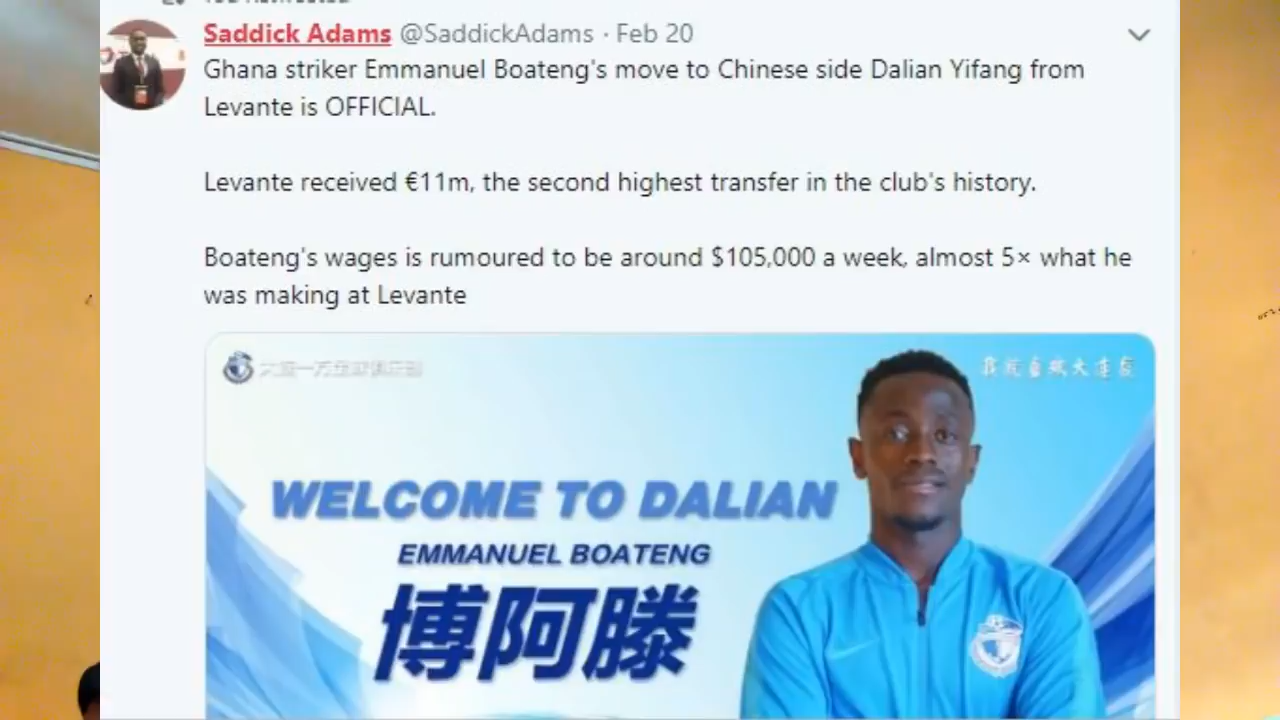 Saddick Adams @SaddickAdams · Feb 20
Ghana striker Emmanuel Boateng's move to Chinese side Dalian Yifang from
Levante is OFFICIAL.
Levante received €11m, the second highest transfer in the club's history.
Boateng's wages is rumoured to be around $105,000 a week, almost 5× what he
was making at Levante
WELCOME TO DALIAN
EMMANUEL BOATENG
博阿滕